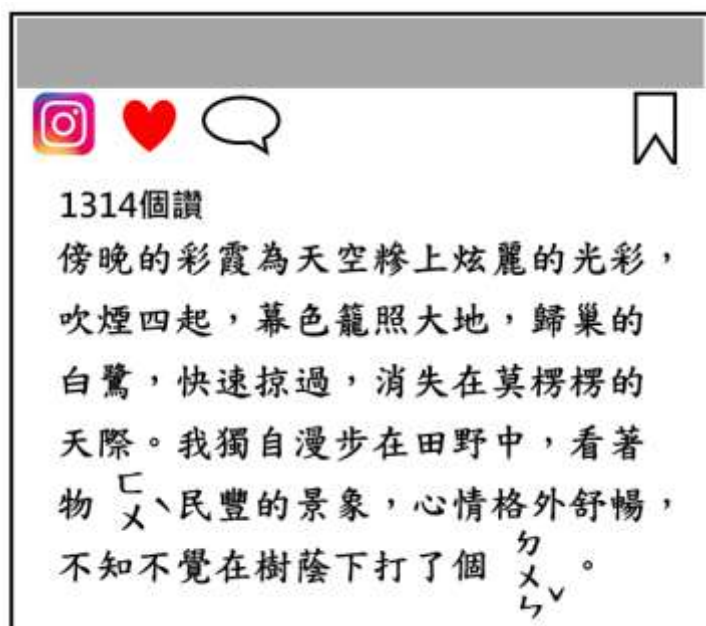 1314個讚
傍晚的彩霞為天空糝上炫麗的光彩，
吹煙四起，幕色籠照大地，歸巢的
白鷺，快速掠過，消失在莫楞楞的
天際。我獨自漫步在田野中，看著
物ㄈㄨˋ民豐的景象，心情格外舒暢，
不知不覺在樹蔭下打了個ㄉㄨㄣˇ。